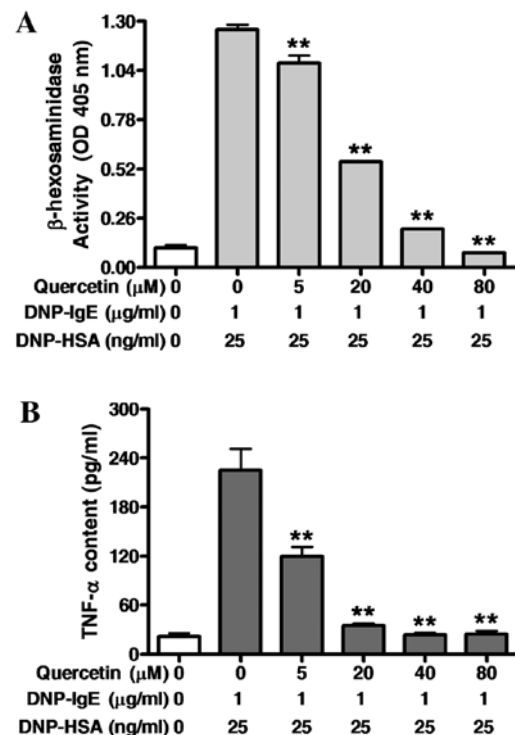 A
β-hexosaminidase
Activity (OD 405 nm)
1.30
1.04
0.78
0.52
0.26
0.00
** ** ** **
Quercetin (μM) 0 0 5 20 40 80
DNP-IgE (μg/ml) 0 1 1 1 1 1
DNP-HSA (ng/ml) 0 25 25 25 25 25
B
TNF-α content (pg/ml)
300
240
180
120
60
0
** ** ** **
Quercetin (μM) 0 0 5 20 40 80
DNP-IgE (μg/ml) 0 1 1 1 1 1
DNP-HSA (ng/ml) 0 25 25 25 25 25